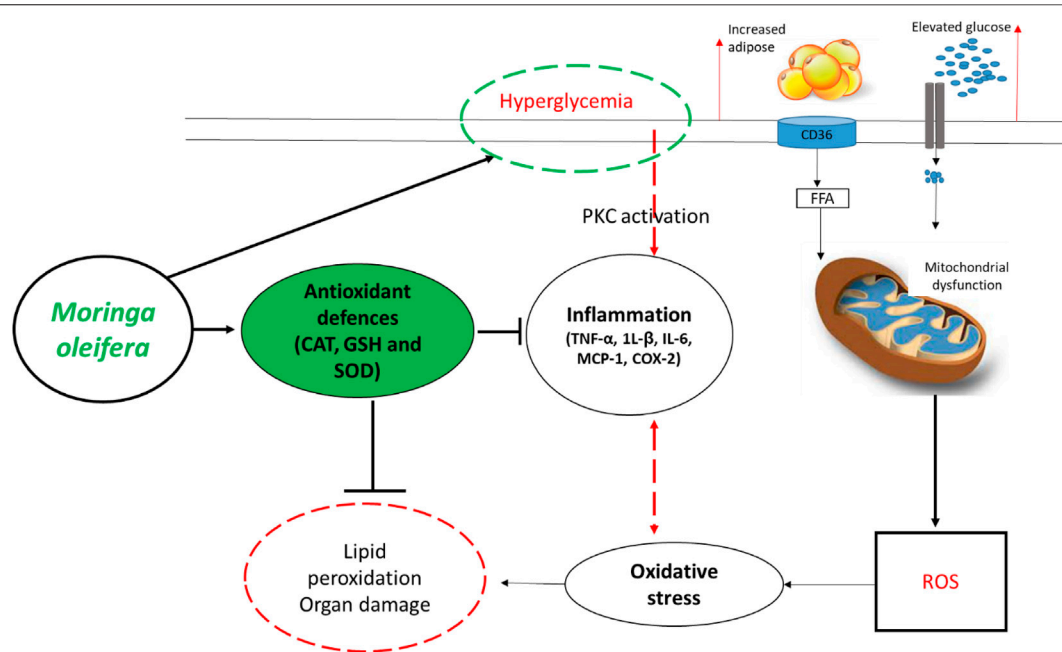 Increased
adipose
Elevated glucose
Hyperglycemia
CD36
FFA
PKC activation
Mitochondrial
dysfunction
Moringa
oleifera
Antioxidant
defences
(CAT, GSH and
SOD)
Inflammation
(TNF-α, 1L-β, IL-6,
MCP-1, COX-2)
Lipid
peroxidation
Organ damage
Oxidative
stress
ROS